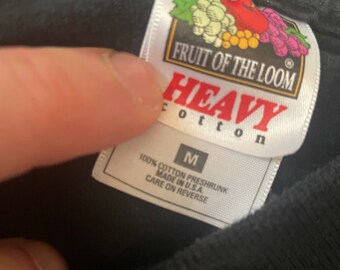 FRUIT OF THE LOOM ®
HEAVY
cotton
M
100% COTTON PRESHRUNK
MADE IN U.S.A.
CARE ON REVERSE